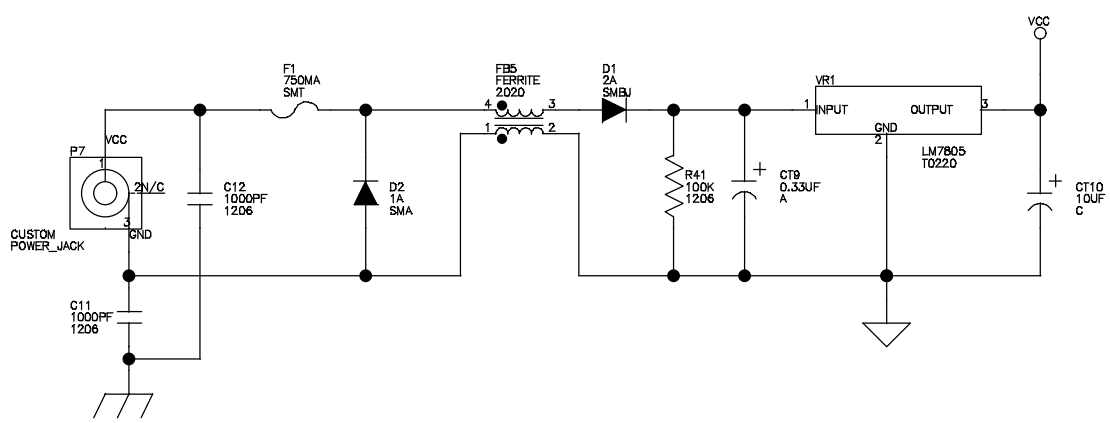 VCC
F1
750MA
SMT
FB5
FERRITE
2020
4
3
1
2
D1
2A
SMBJ
VR1
1
INPUT
OUTPUT
3
GND
2
LM7805
TO220
VCC
P7
1
2
N/C
3
GND
CUSTOM
POWER_JACK
C12
1000PF
1206
D2
1A
SMA
R41
100K
1206
+
CT9
0.33UF
A
+
CT10
10UF
C
C11
1000PF
1206